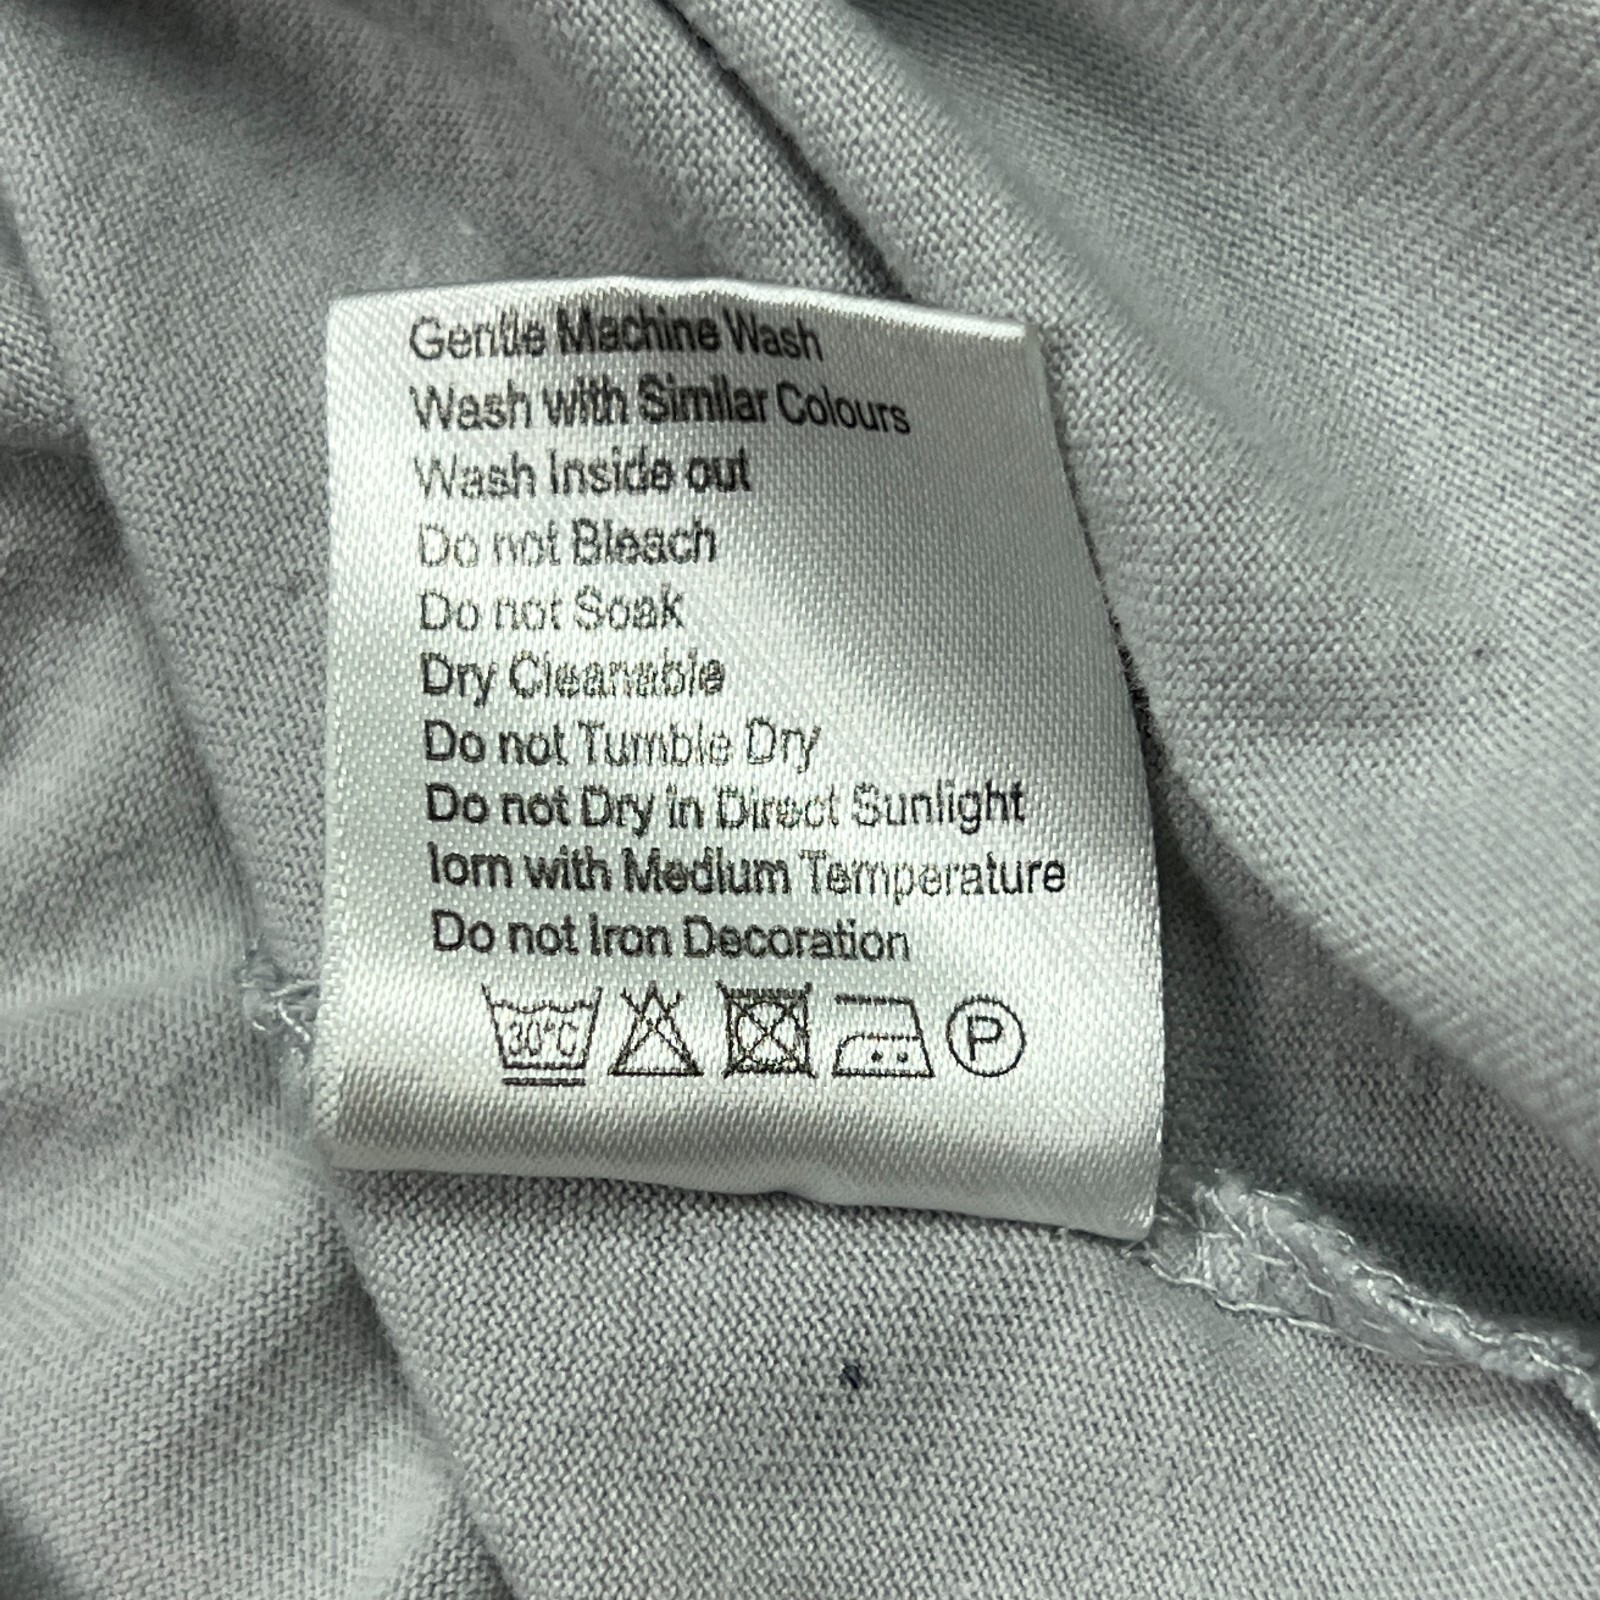 Gentle Machine Wash
Wash with Similar Colours
Wash Inside out
Do not Bleach
Do not Soak
Dry Cleanable
Do not Tumble Dry
Do not Dry in Direct Sunlight
Iorn with Medium Temperature
Do not Iron Decoration
30°C P